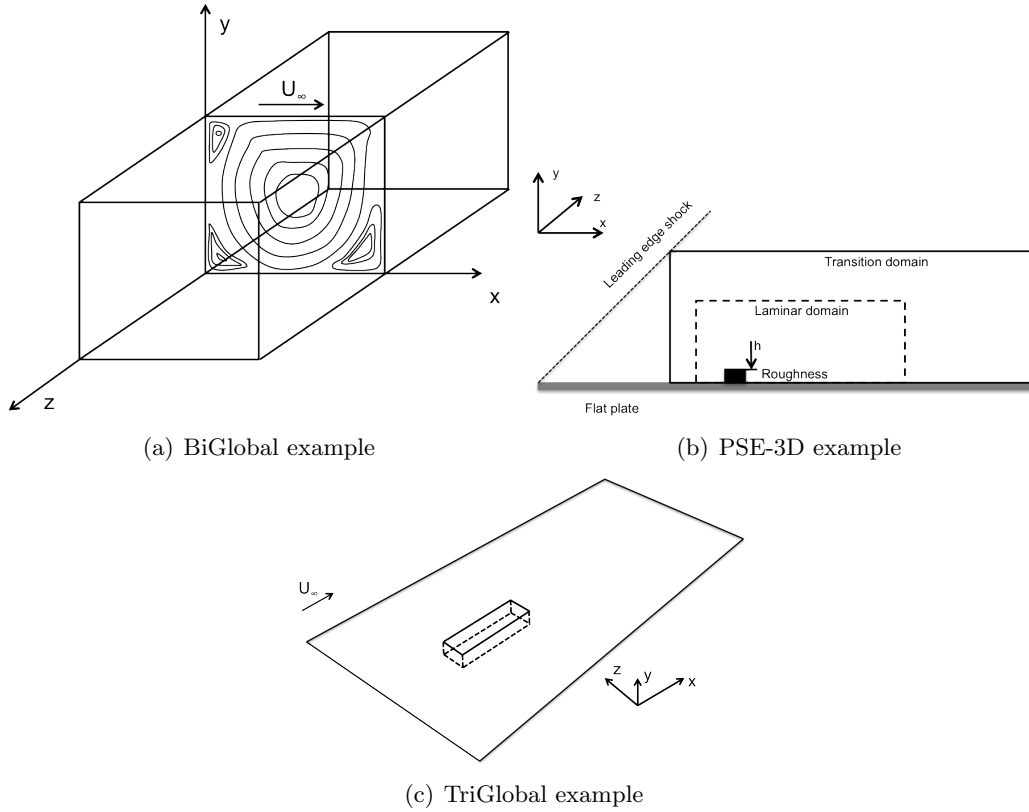 y
U∞
x
z
(a) BiGlobal example
y
z
x
Leading edge shock
Transition domain
Laminar domain
h
Roughness
Flat plate
(b) PSE-3D example
U∞
z
y
x
(c) TriGlobal example